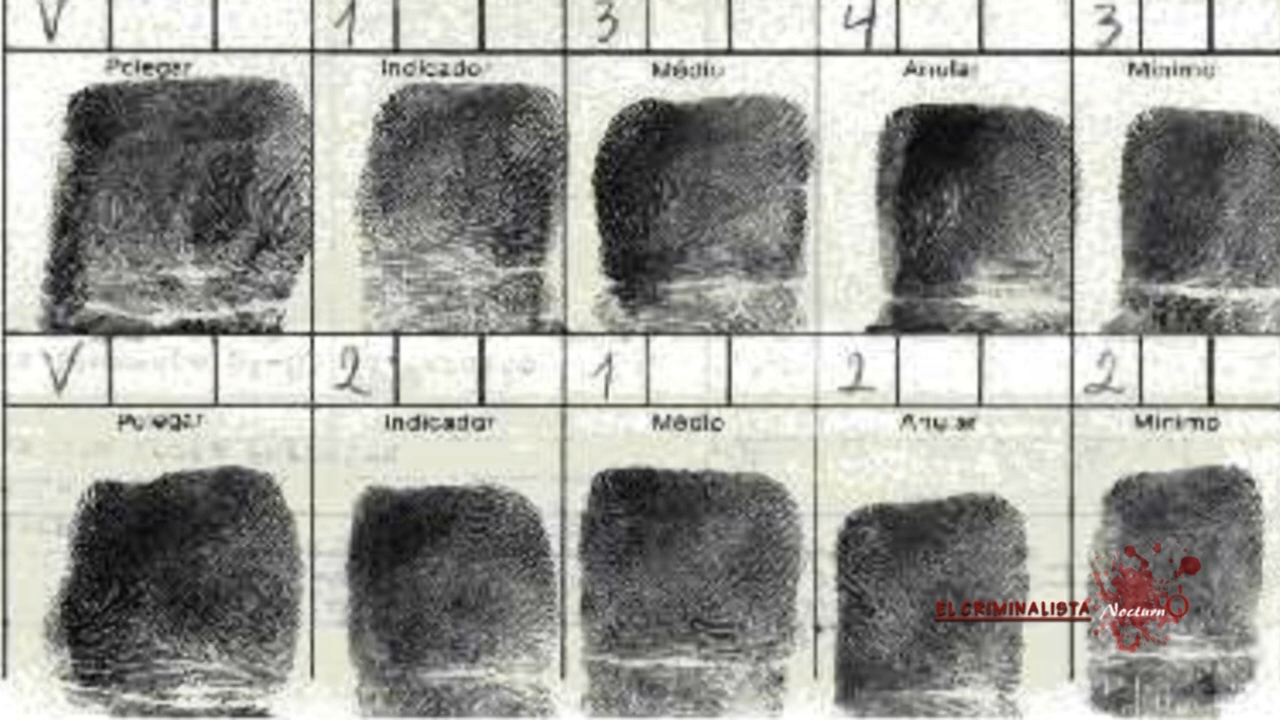 V 1 3 4 3
Polegar Indicador Médio Anular Mínimo
V 2 1 2 2
Polegar Indicador Médio Anular Mínimo
EL CRIMINALISTA Nocturno